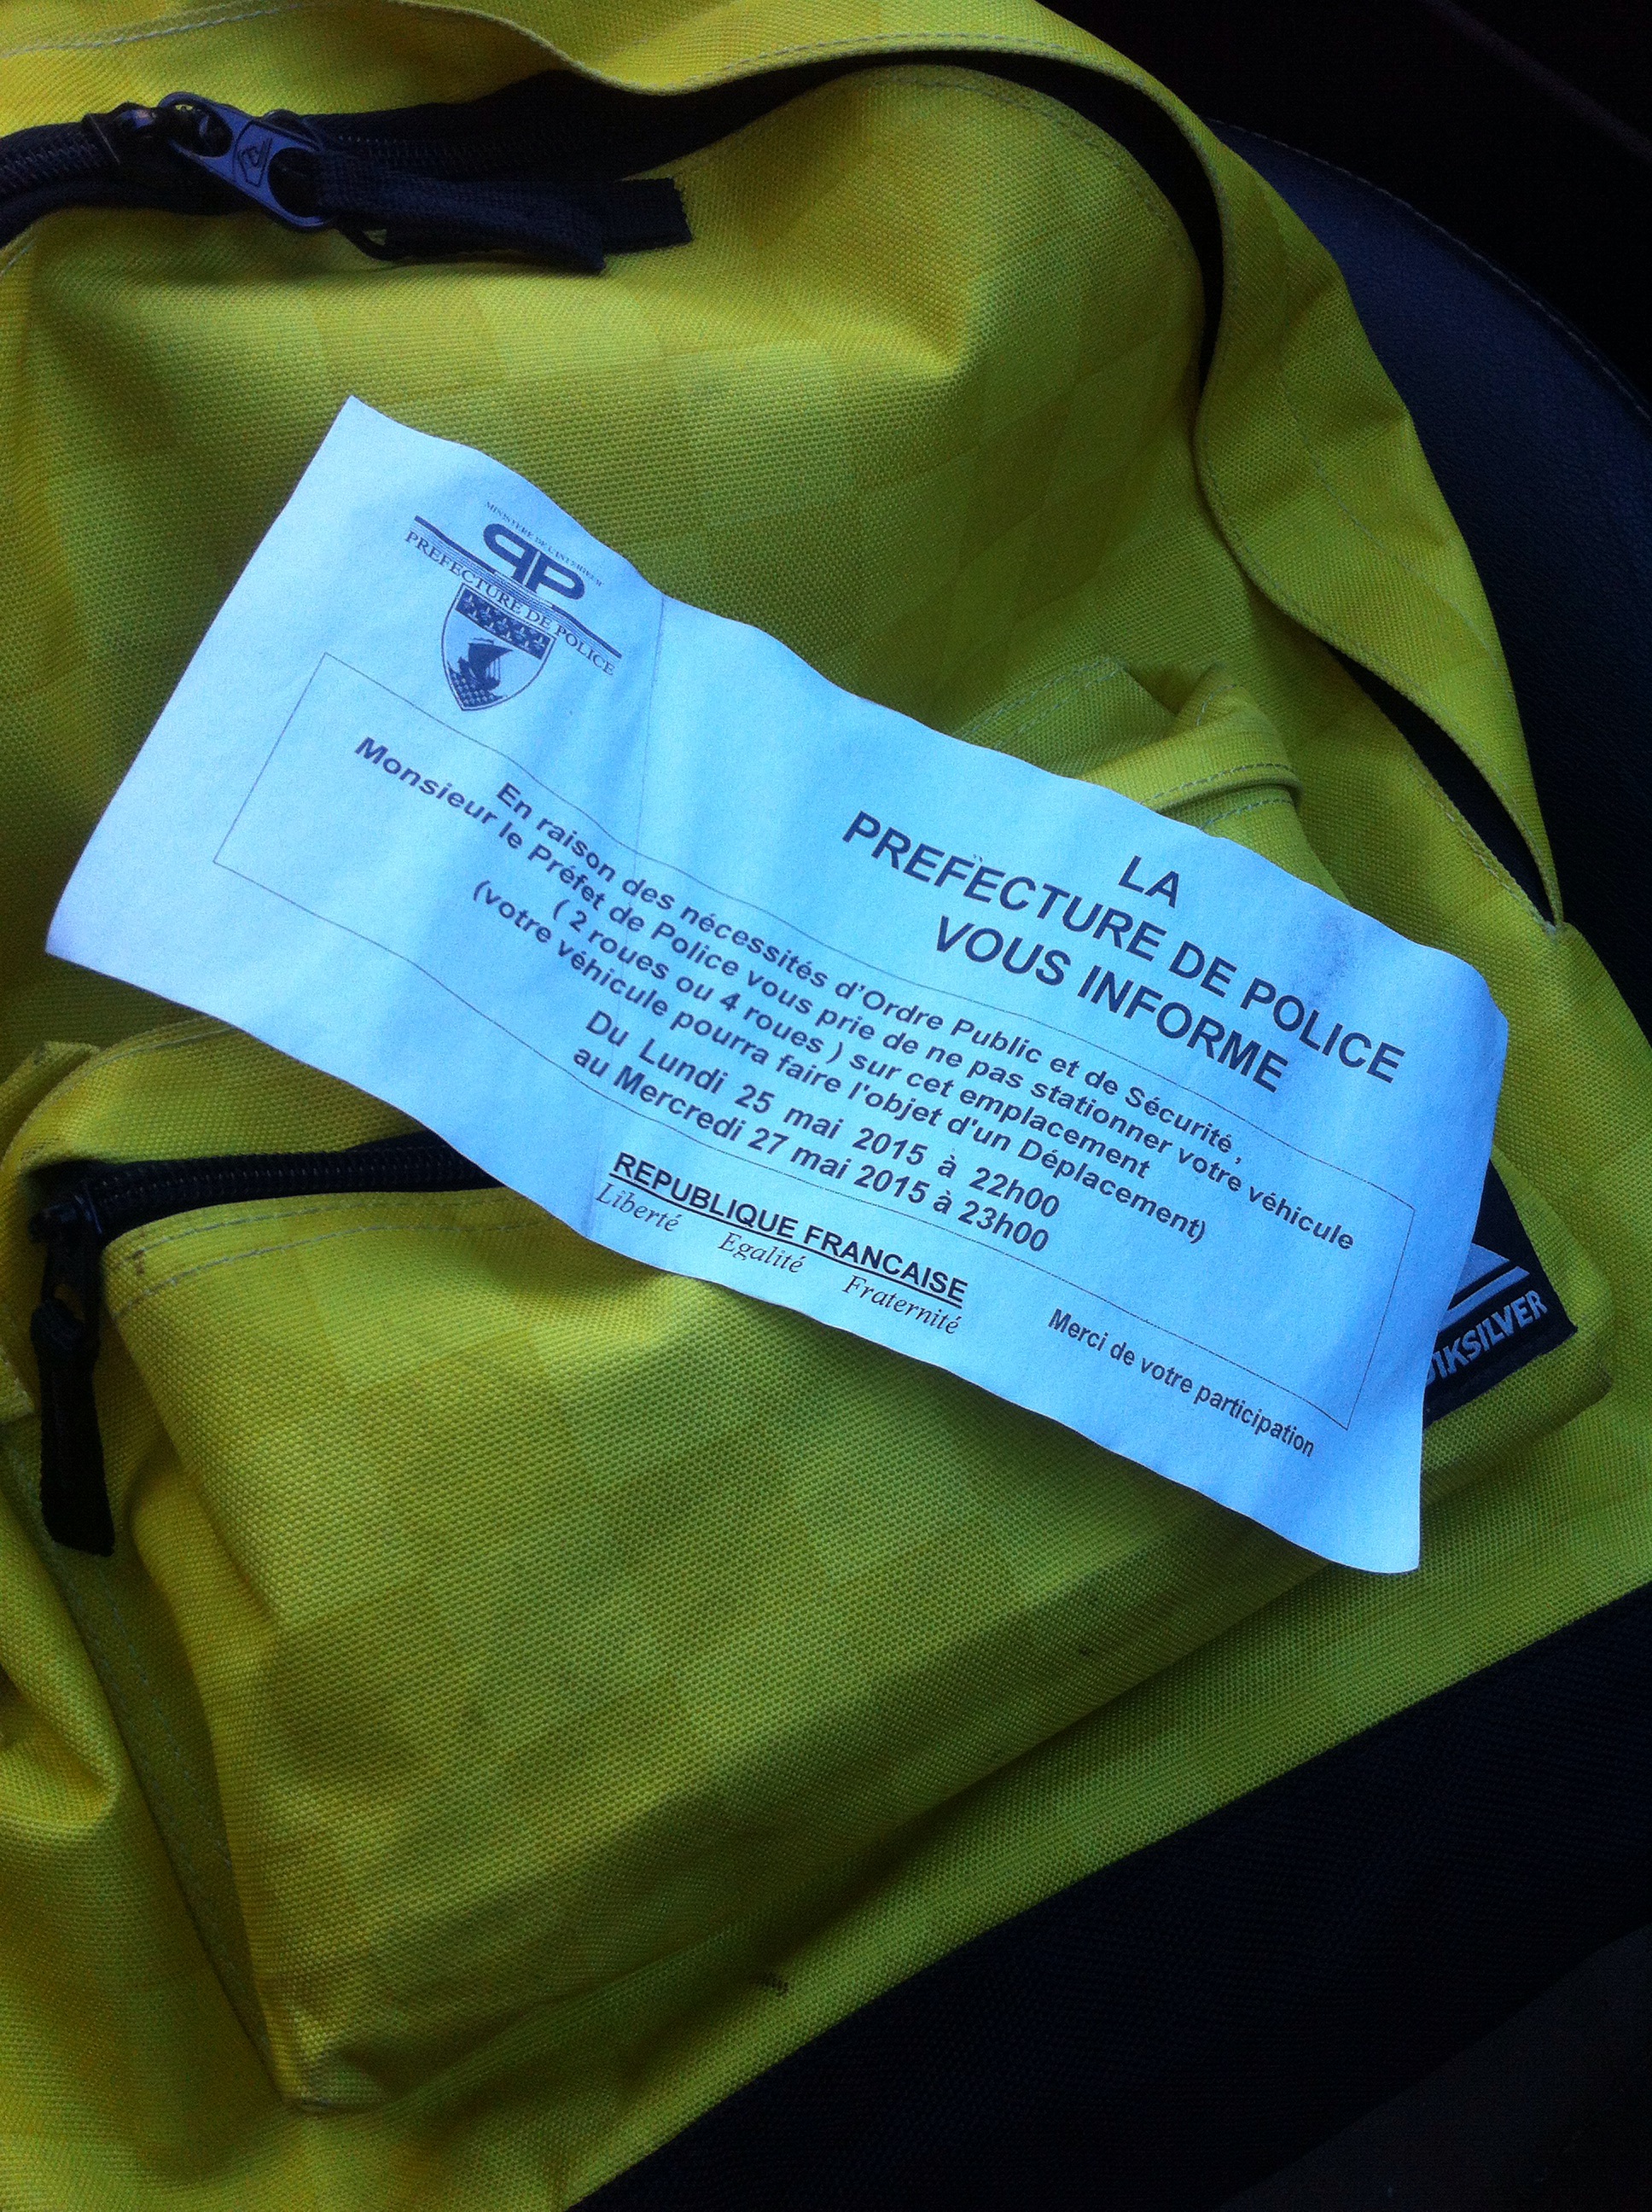 MINISTERE DE L'INTERIEUR
PP
PREFECTURE DE POLICE
LA
PREFECTURE DE POLICE
VOUS INFORME
En raison des nécessités d'Ordre Public et de Sécurité,
Monsieur le Préfet de Police vous prie de ne pas stationner votre véhicule
( 2 roues ou 4 roues ) sur cet emplacement
(votre véhicule pourra faire l'objet d'un Déplacement)
Du Lundi 25 mai 2015 à 22h00
au Mercredi 27 mai 2015 à 23h00
REPUBLIQUE FRANCAISE
Liberté Egalité Fraternité
Merci de votre participation
IKSILVER